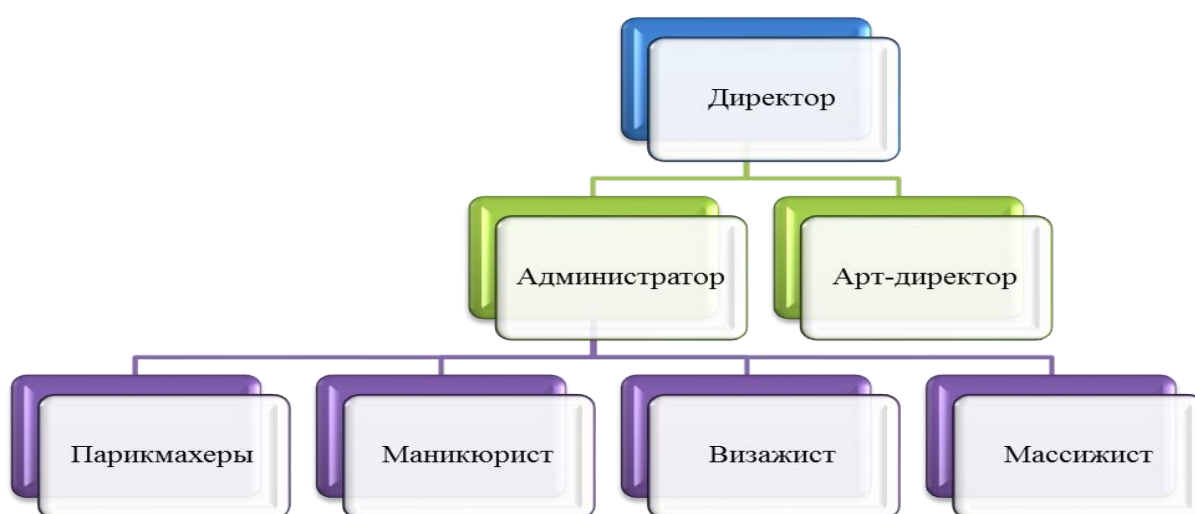 Директор
Администратор
Арт-директор
Парикмахеры
Маникюрист
Визажист
Массижист